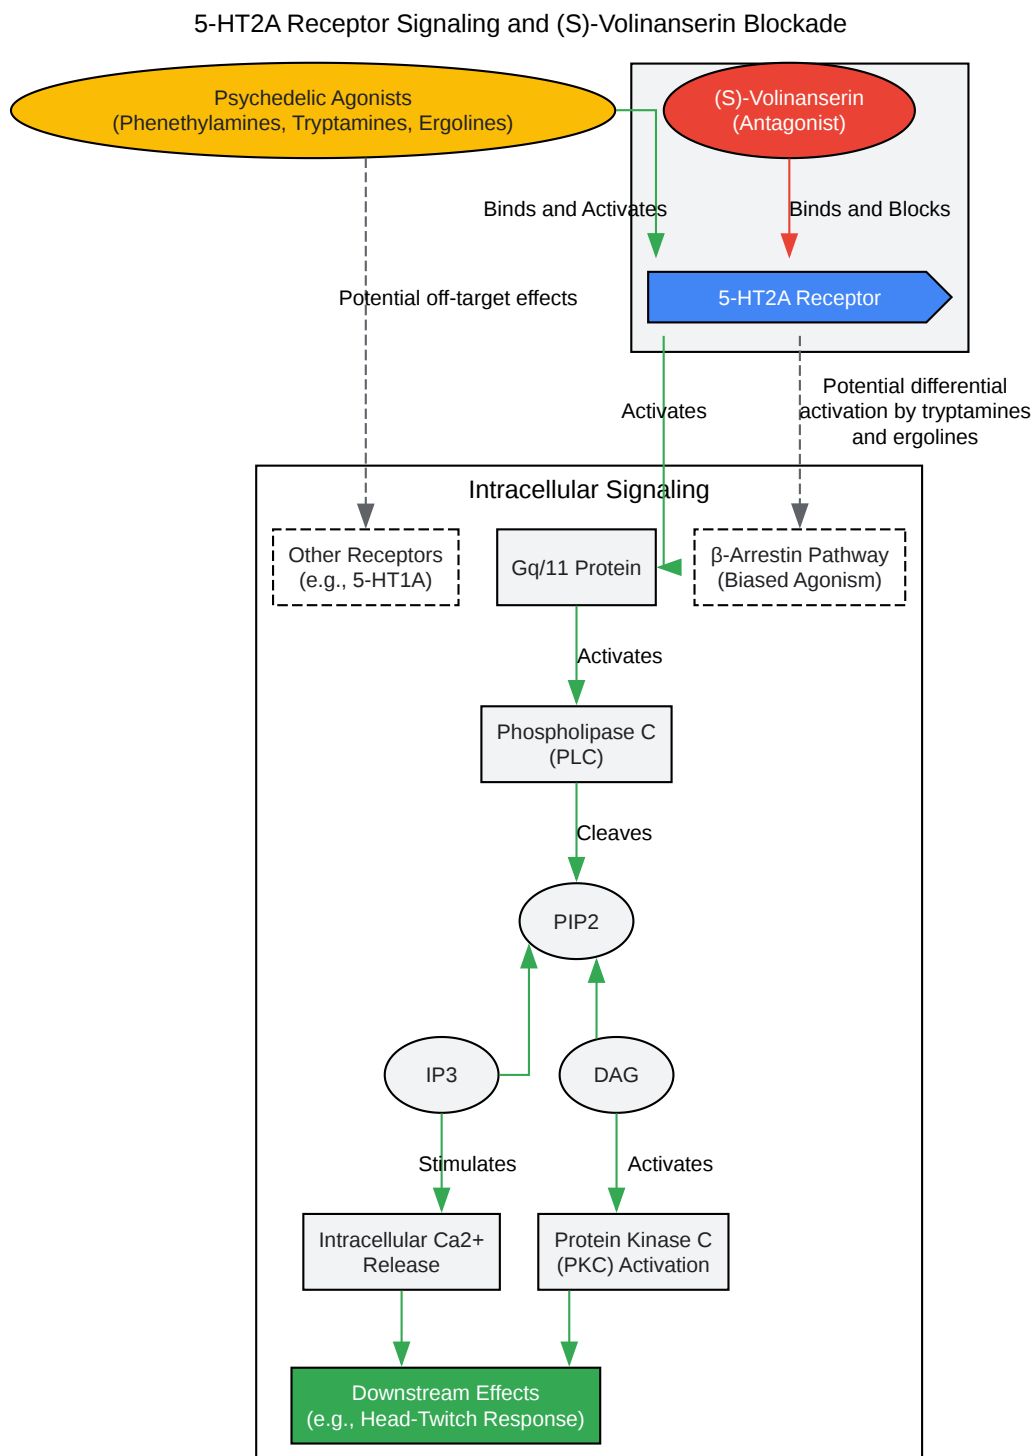 5-HT2A Receptor Signaling and (S)-Volinanserin Blockade
Psychedelic Agonists
(Phenethylamines, Tryptamines, Ergolines)
(S)-Volinanserin
(Antagonist)
Binds and Activates
Binds and Blocks
Potential off-target effects
5-HT2A Receptor
Activates
Potential differential
activation by tryptamines
and ergolines
Intracellular Signaling
Other Receptors
(e.g., 5-HT1A)
Gq/11 Protein
β-Arrestin Pathway
(Biased Agonism)
Activates
Phospholipase C
(PLC)
Cleaves
PIP2
IP3
DAG
Stimulates
Activates
Intracellular Ca2+
Release
Protein Kinase C
(PKC) Activation
Downstream Effects
(e.g., Head-Twitch Response)